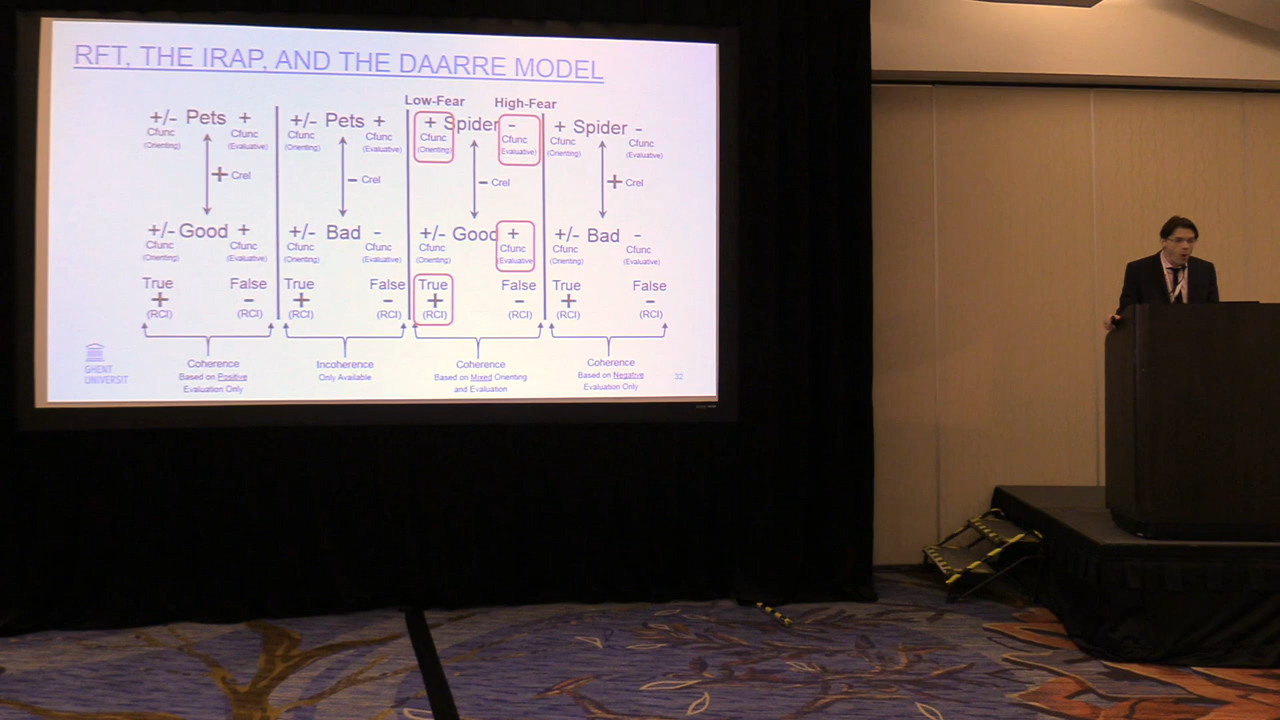 RFT, THE IRAP, AND THE DAARRE MODEL
Low-Fear High-Fear
+/- Pets + +/- Pets + + Spider - + Spider -
Cfunc Cfunc Cfunc Cfunc Cfunc Cfunc Cfunc Cfunc
(Orienting) (Evaluative) (Orienting) (Evaluative) (Orienting) (Evaluative) (Orienting) (Evaluative)
+ Crel - Crel - Crel + Crel
+/- Good + +/- Bad - +/- Good + +/- Bad -
Cfunc Cfunc Cfunc Cfunc Cfunc Cfunc Cfunc Cfunc
(Orienting) (Evaluative) (Orienting) (Evaluative) (Orienting) (Evaluative) (Orienting) (Evaluative)
True False True False True False True False
+ - + - + - + -
(RCI) (RCI) (RCI) (RCI) (RCI) (RCI) (RCI) (RCI)
Coherence Incoherence Coherence Coherence
Based on Positive Only Available Based on Mixed Orienting Based on Negative
Evaluation Only and Evaluation Evaluation Only
GHENT
UNIVERSIT
32